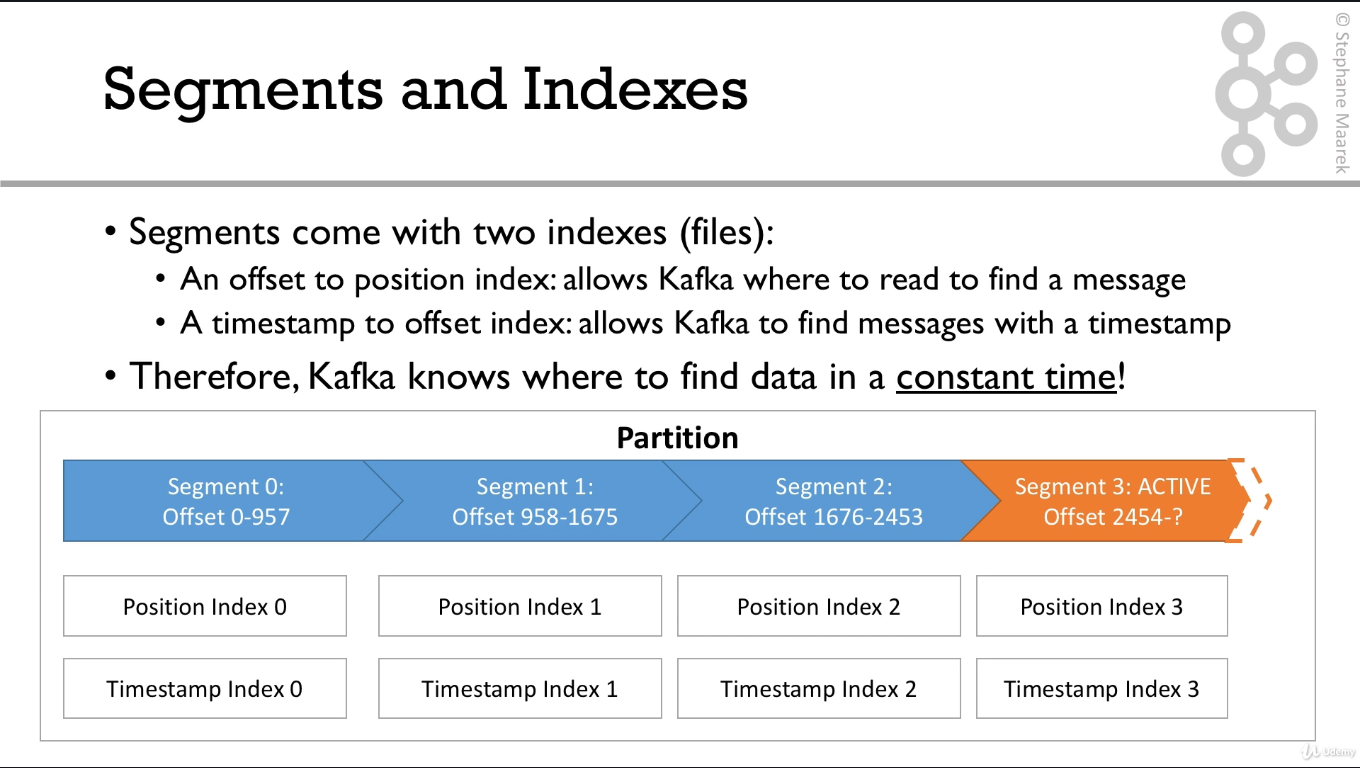 Segments and Indexes
© Stephane Maarek
• Segments come with two indexes (files):
• An offset to position index: allows Kafka where to read to find a message
• A timestamp to offset index: allows Kafka to find messages with a timestamp
• Therefore, Kafka knows where to find data in a constant time!
Partition
Segment 0:
Offset 0-957
Segment 1:
Offset 958-1675
Segment 2:
Offset 1676-2453
Segment 3: ACTIVE
Offset 2454-?
Position Index 0
Position Index 1
Position Index 2
Position Index 3
Timestamp Index 0
Timestamp Index 1
Timestamp Index 2
Timestamp Index 3
Udemy